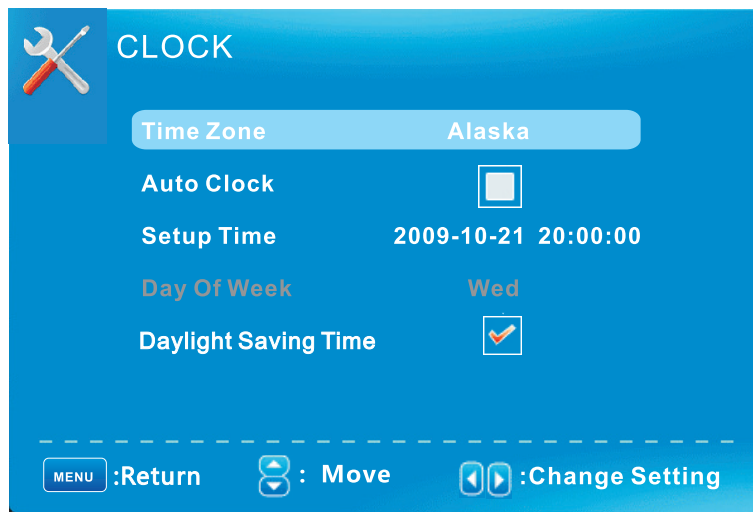 CLOCK
Time Zone Alaska
Auto Clock
Setup Time 2009-10-21 20:00:00
Day Of Week Wed
Daylight Saving Time
MENU :Return : Move :Change Setting